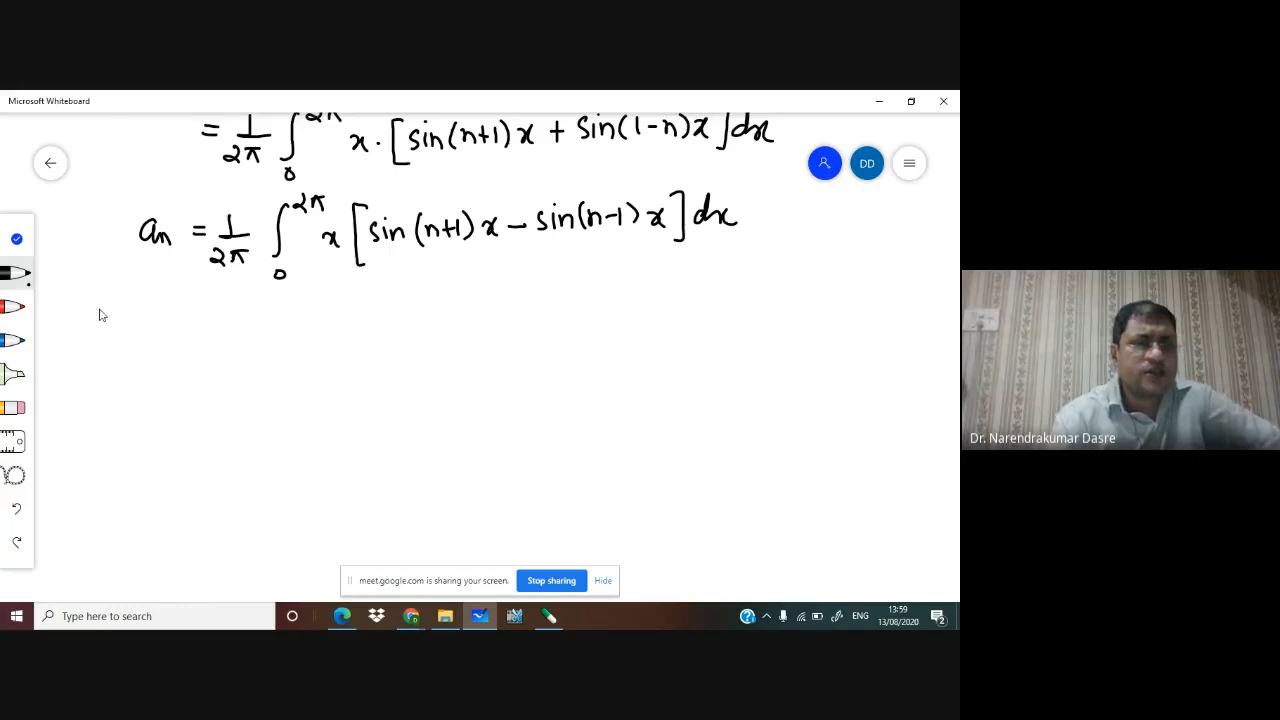 Microsoft Whiteboard
= 1/2π ∫₀^2π x · [sin(n+1)x + sin(1-n)x] dx
DD
aₙ = 1/2π ∫₀^2π x [sin(n+1)x - sin(n-1)x] dx
Dr. Narendrakumar Dasre
meet.google.com is sharing your screen. Stop sharing Hide
Type here to search ENG 13:59
13/08/2020 2